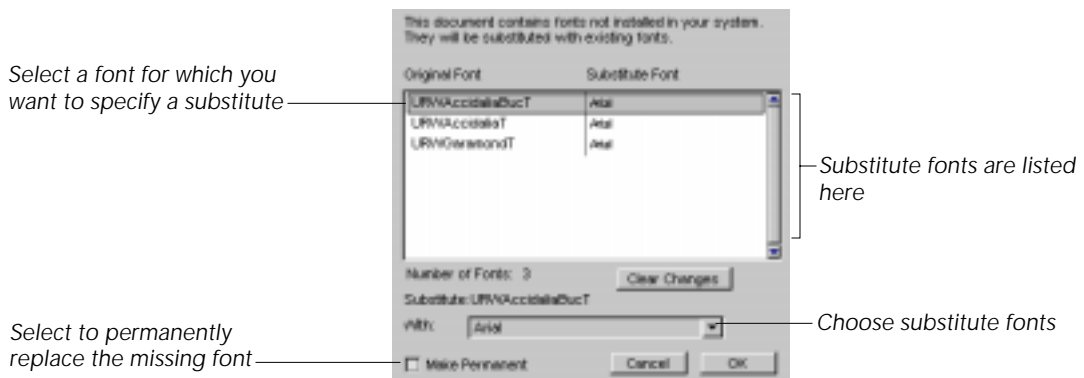 This document contains fonts not installed in your system.
They will be substituted with existing fonts.
Select a font for which you
want to specify a substitute
Original Font
Substitute Font
URWAccidaliaBucT
Arial
URWAccidaliaT
Arial
URWGaramondT
Arial
Substitute fonts are listed
here
Number of Fonts: 3
Clear Changes
Substitute: URWAccidaliaBucT
With:
Arial
Choose substitute fonts
Select to permanently
replace the missing font
Make Permanent
Cancel
OK